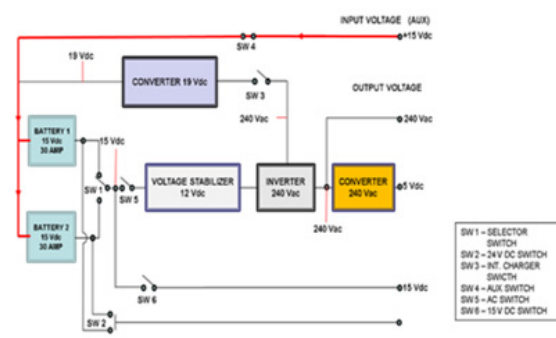 INPUT VOLTAGE (AUX)
+15 Vdc
SW 4
19 Vdc
CONVERTER 19 Vdc
SW 3
OUTPUT VOLTAGE
240 Vac
240 Vac
BATTERY 1
15 Vdc
30 AMP
15 Vdc
SW 1
SW 5
VOLTAGE STABILIZER
12 Vdc
INVERTER
240 Vac
CONVERTER
240 Vac
5 Vdc
BATTERY 2
15 Vdc
30 AMP
240 Vac
SW 6
15 Vdc
SW 2
SW 1 – SELECTOR
SWITCH
SW 2 – 24 V DC SWITCH
SW 3 – INT. CHARGER
SWICTH
SW 4 – AUX SWITCH
SW 5 – AC SWITCH
SW 6 – 15 V DC SWITCH